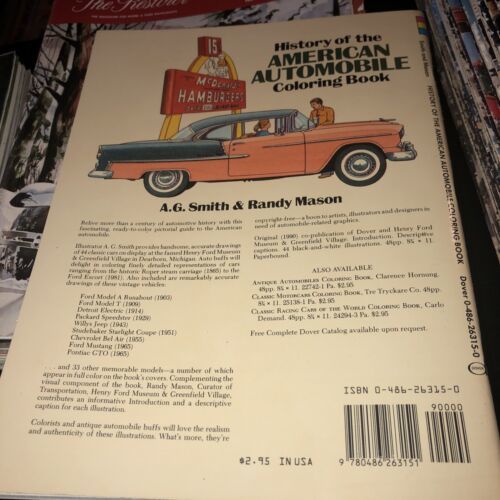 The Restorer
15
McDonald's
HAMBURGERS
History of the
AMERICAN
AUTOMOBILE
Coloring Book
A.G. Smith & Randy Mason
Relive more than a century of automotive history with this
fascinating, ready-to-color pictorial guide to the American
automobile.
Illustrator A. G. Smith provides handsome, accurate drawings
of 44 classic cars on display at the famed Henry Ford Museum
& Greenfield Village in Dearborn, Michigan. Auto buffs will
delight in coloring finely detailed representations of cars
ranging from the historic Roper steam carriage (1865) to the
Ford Escort (1981). Also included are remarkably accurate
drawings of these vintage vehicles:
Ford Model A Runabout (1903)
Ford Model T (1909)
Detroit Electric (1914)
Packard Speedster (1929)
Willys Jeep (1943)
Studebaker Starlight Coupe (1951)
Chevrolet Bel Air (1955)
Ford Mustang (1965)
Pontiac GTO (1965)
. . . and 33 other memorable models—a number of which
appear in full color on the book's covers. Complementing the
visual component of the book, Randy Mason, Curator of
Transportation, Henry Ford Museum & Greenfield Village,
contributes an informative Introduction and a descriptive
caption for each illustration.
Colorists and antique automobile buffs will love the realism
and authenticity of these illustrations. What's more, they're
copyright-free—a boon to artists, illustrators and designers in
need of automobile-related graphics.
Original (1990) co-publication of Dover and Henry Ford
Museum & Greenfield Village. Introduction. Descriptive
captions. 44 black-and-white illustrations. 48pp. 8¼ × 11.
Paperbound.
ALSO AVAILABLE
ANTIQUE AUTOMOBILES COLORING BOOK, Clarence Hornung.
48pp. 8¼ × 11. 22742-1 Pa. $2.95
CLASSIC MOTORCARS COLORING BOOK, Tre Tryckare Co. 48pp.
8¼ × 11. 25138-1 Pa. $2.95
CLASSIC RACING CARS OF THE WORLD COLORING BOOK, Carlo
Demand. 48pp. 8¼ × 11. 24294-3 Pa. $2.95
Free Complete Dover Catalog available upon request.
ISBN 0-486-26315-0
90000
9 780486 263151
$2.95 IN USA
Smith and Mason
HISTORY OF THE AMERICAN AUTOMOBILE COLORING BOOK
Dover 0-486-26315-0